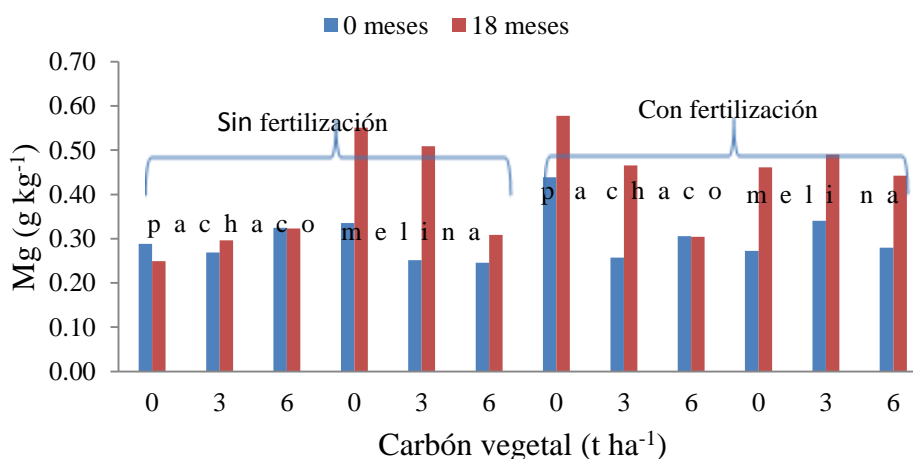 0 meses 18 meses
0.70
0.60
0.50
0.40
0.30
0.20
0.10
0.00
Mg (g kg⁻¹)
Sin fertilización
Con fertilización
p a c h a c o m e l i n a
p a c h a c o m e l i n a
0 3 6 0 3 6 0 3 6 0 3 6
Carbón vegetal (t ha⁻¹)